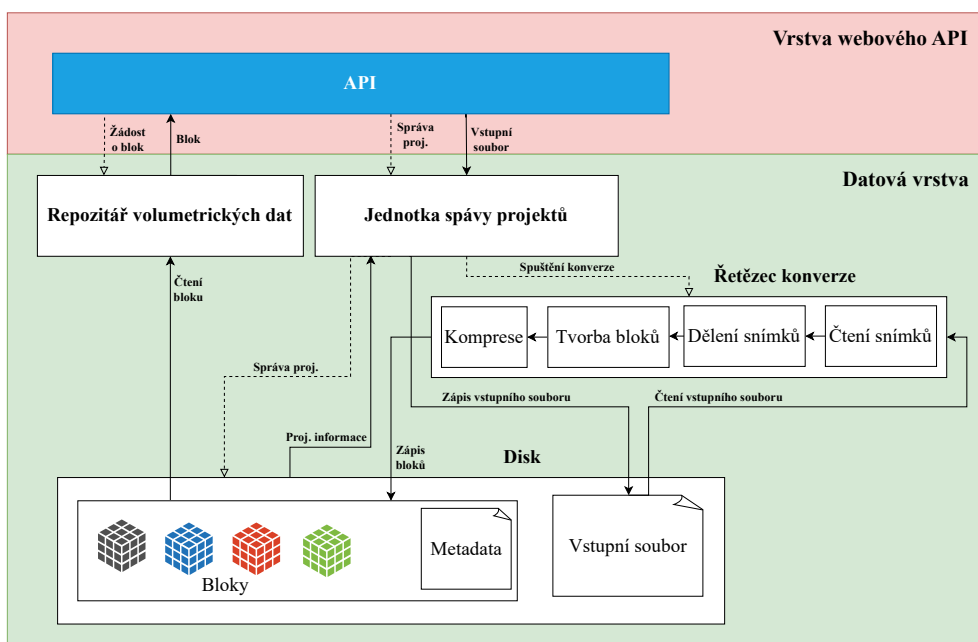 Vrstva webového API
API
Žádost
o blok
Blok
Správa
proj.
Vstupní
soubor
Datová vrstva
Repozitář volumetrických dat
Jednotka spávy projektů
Spuštění konverze
Řetězec konverze
Čtení
bloku
Komprese
Tvorba bloků
Dělení snímků
Čtení snímků
Správa proj.
Zápis vstupního souboru
Čtení vstupního souboru
Proj. informace
Zápis
bloků
Disk
Metadata
Vstupní soubor
Bloky